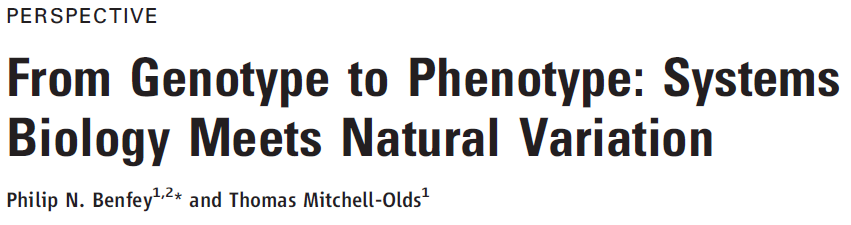 PERSPECTIVE
From Genotype to Phenotype: Systems
Biology Meets Natural Variation
Philip N. Benfey1,2* and Thomas Mitchell-Olds1